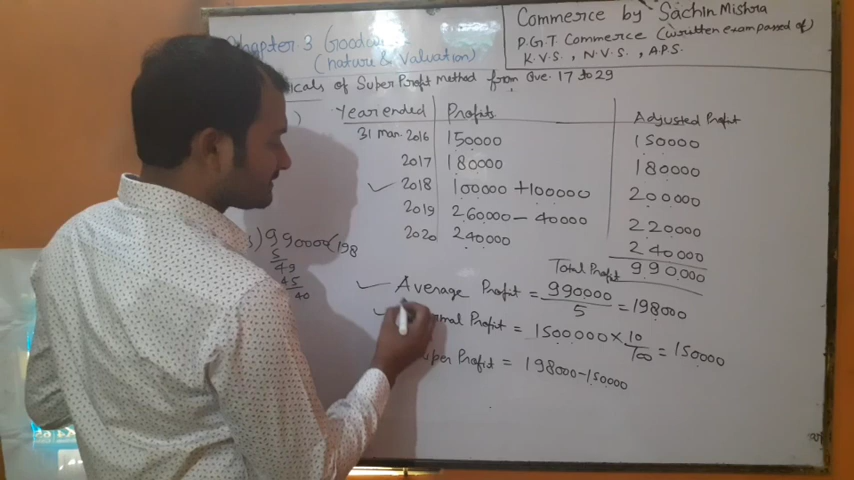 Commerce by Sachin Mishra
P.G.T. Commerce (written exam passed of)
K.V.S., N.V.S., A.P.S.
Chapter. 3
(nature & Valuation)
of Super Profit Method from Que. 17 to 29
Year ended Profits Adjusted Profit
31 Mar. 2016 150000 150000
2017 180000 180000
2018 100000 + 100000 200000
2019 260000 - 40000 220000
2020 240000 240000
Total Profit 990000
) 990000 ( 198
5
49
45
40
Average Profit = 990000 / 5 = 198000
Profit = 1500000 × 10 / 100 = 150000
Profit = 198000 - 150000